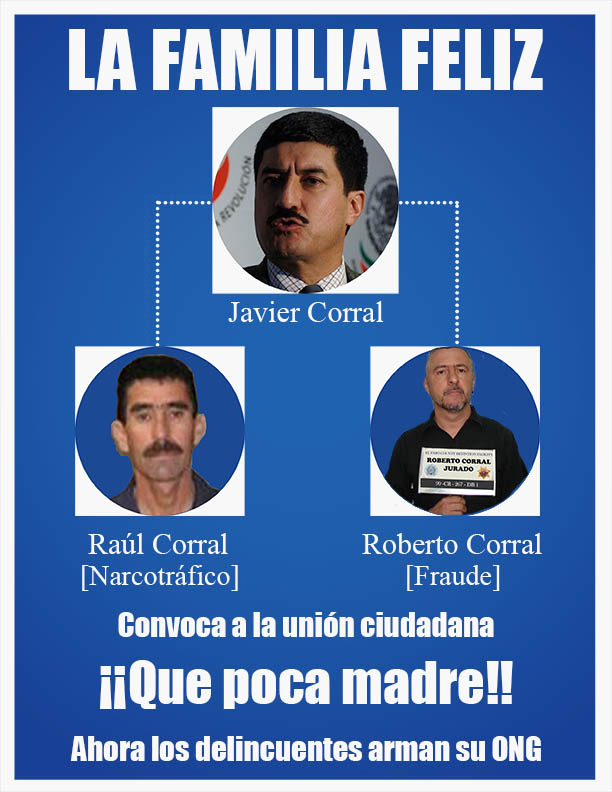 LA FAMILIA FELIZ
A REVOLUCIÓN
Javier Corral
ROBERTO CORRAL
JURADO
Raúl Corral
[Narcotráfico]
Roberto Corral
[Fraude]
Convoca a la unión ciudadana
¡¡Que poca madre!!
Ahora los delincuentes arman su ONG